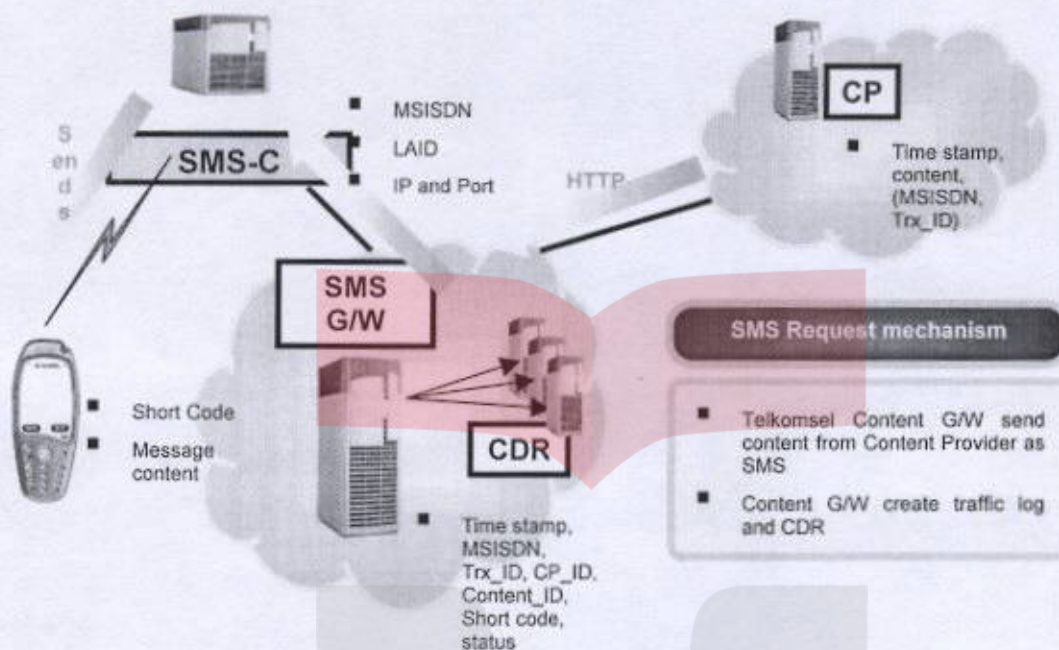 MSISDN
LAID
IP and Port
SMS-C
S
en
d
s
HTTP
CP
Time stamp,
content,
(MSISDN,
Trx_ID)
SMS
G/W
CDR
Short Code
Message
content
Time stamp,
MSISDN,
Trx_ID, CP_ID,
Content_ID,
Short code,
status
SMS Request mechanism
Telkomsel Content G/W send
content from Content Provider as
SMS
Content G/W create traffic log
and CDR